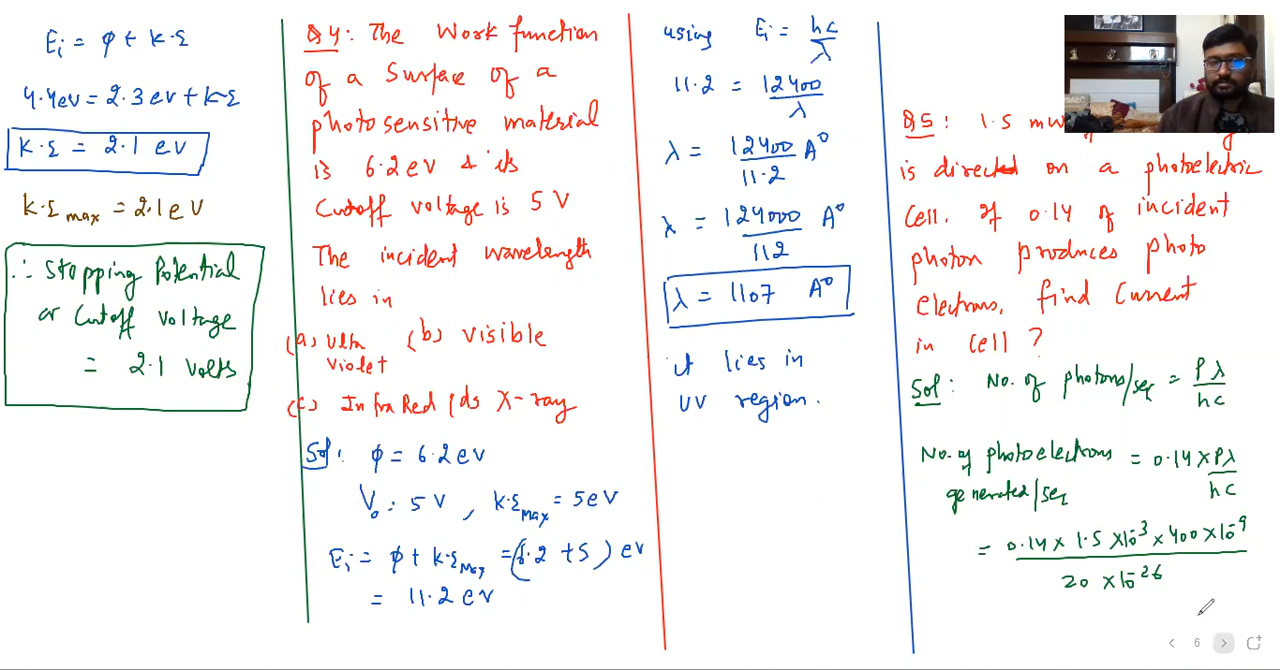 Ei = φ + K.E
4.4ev = 2.3 ev + K.E
K.E = 2.1 ev
K.E max = 2.1 eV
∴ Stopping Potential
or Cutoff Voltage
= 2.1 Volts
Q4: The Work function
of a Surface of a
photosensitive material
is 6.2 eV & its
Cutoff voltage is 5 V
The incident wavelength
lies in
(a) Ultra Violet (b) Visible
(c) InfraRed (d) X-ray
Sol: φ = 6.2 eV
V₀ = 5 V, K.E max = 5 eV
Ei = φ + K.E Max = (6.2 + 5) eV
= 11.2 eV
using Ei = hc/λ
11.2 = 12400/λ
λ = 12400/11.2 A°
λ = 124000/112 A°
λ = 1107 A°
it lies in
UV region.
Q5: 1.5 mW
is directed on a photoelectric
Cell. If 0.14 of incident
photon produces photo
electrons, find Current
in Cell ?
Sol: No. of photons/sec = Pλ/hc
No. of photoelectrons generated/sec = 0.14 × Pλ/hc
= 0.14 × 1.5 × 10⁻³ × 400 × 10⁻⁹ / 20 × 10⁻²⁶
6